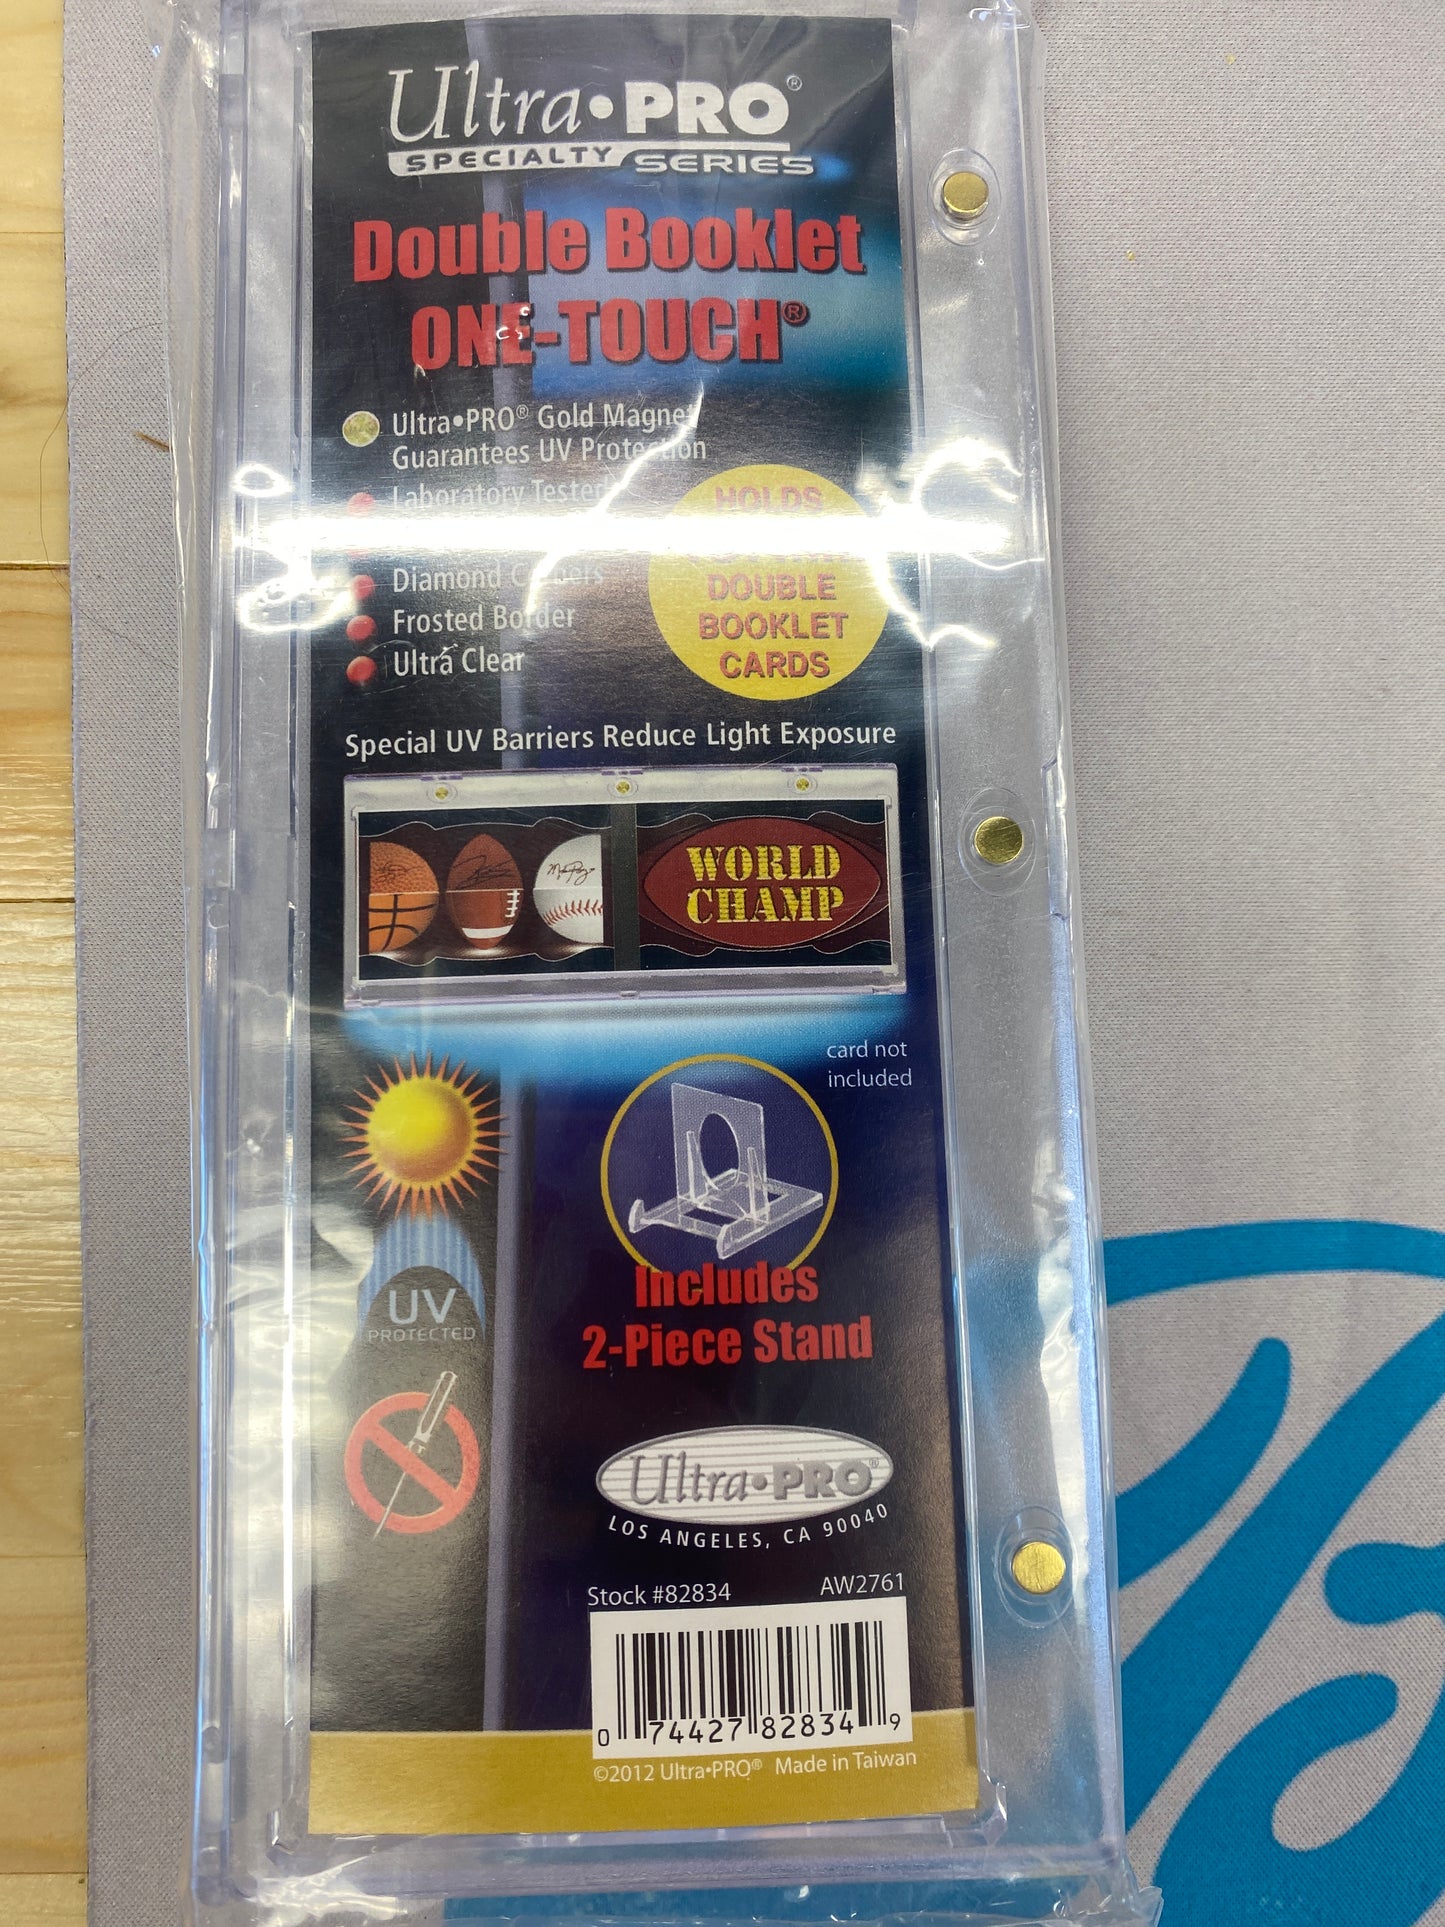 Ultra•PRO®
SPECIALTY SERIES
Double Booklet
ONE-TOUCH®
Ultra•PRO® Gold Magnet
Guarantees UV Protection
Laboratory Tested
Diamond Corners
Frosted Border
Ultra Clear
HOLDS
DOUBLE
BOOKLET
CARDS
Special UV Barriers Reduce Light Exposure
WORLD
CHAMP
card not
included
UV
PROTECTED
Includes
2-Piece Stand
Ultra•PRO®
LOS ANGELES, CA 90040
Stock #82834 AW2761
0 74427 82834 9
©2012 Ultra•PRO® Made in Taiwan